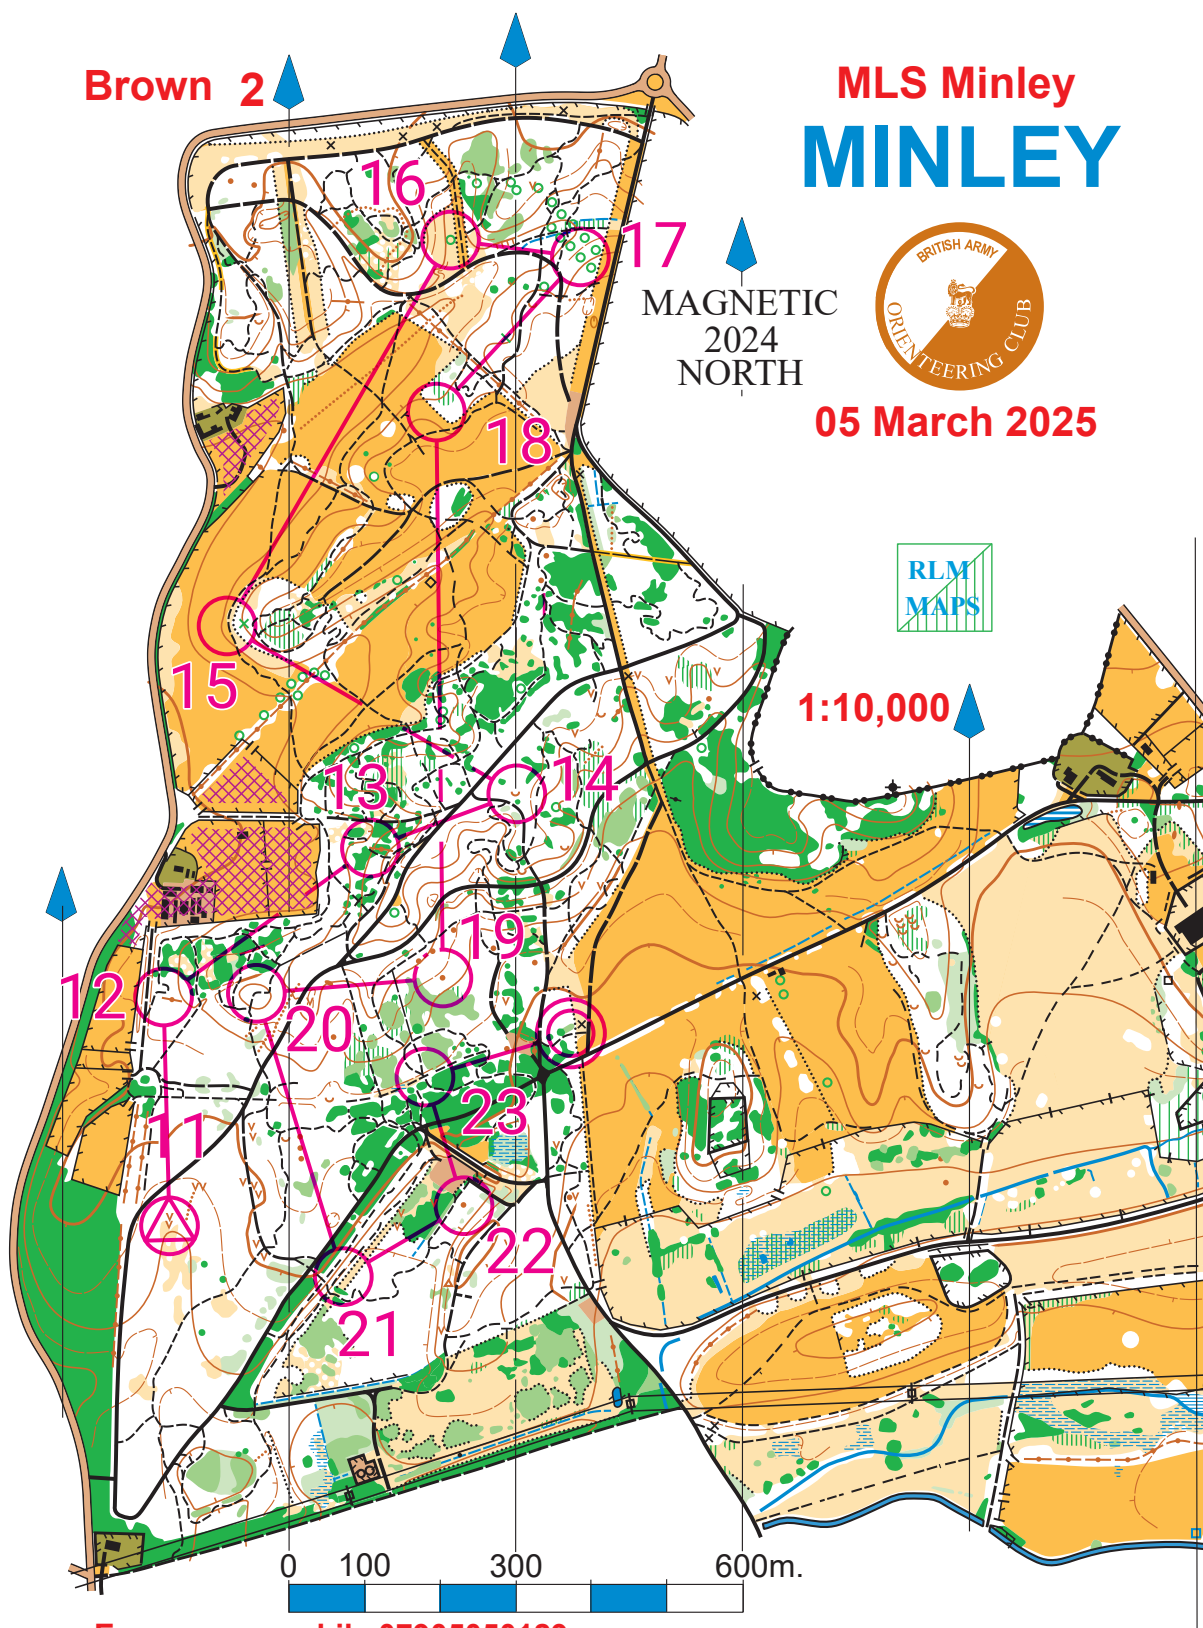 Brown 2
MLS Minley
MINLEY
BRITISH ARMY
ORIENTEERING CLUB
MAGNETIC
2024
NORTH
05 March 2025
RLM
MAPS
1:10,000
16
17
18
15
13
14
19
12
20
11
23
22
21
0 100 300 600m.